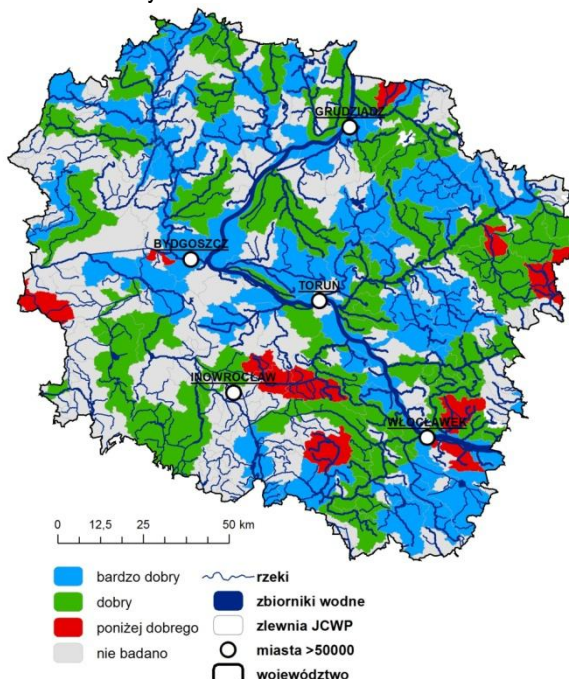 GRUDZIĄDZ
BYDGOSZCZ
TORUŃ
INOWROCŁAW
WŁOCŁAWEK
0 12,5 25 50 km
bardzo dobry
dobry
poniżej dobrego
nie badano
rzeki
zbiorniki wodne
zlewnia JCWP
miasta >50000
województwo